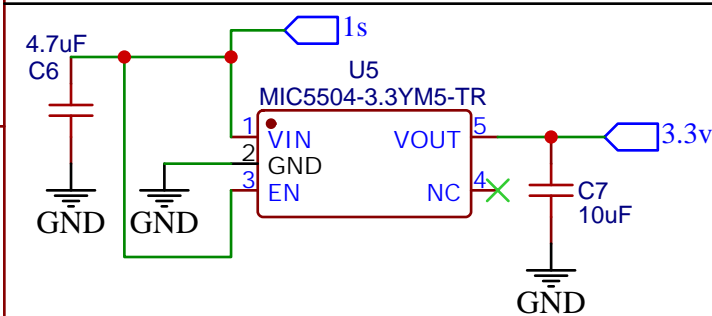 1s
4.7uF
C6
U5
MIC5504-3.3YM5-TR
1 VIN
2 GND
3 EN
VOUT 5
NC 4
3.3v
C7
10uF
GND
GND
GND